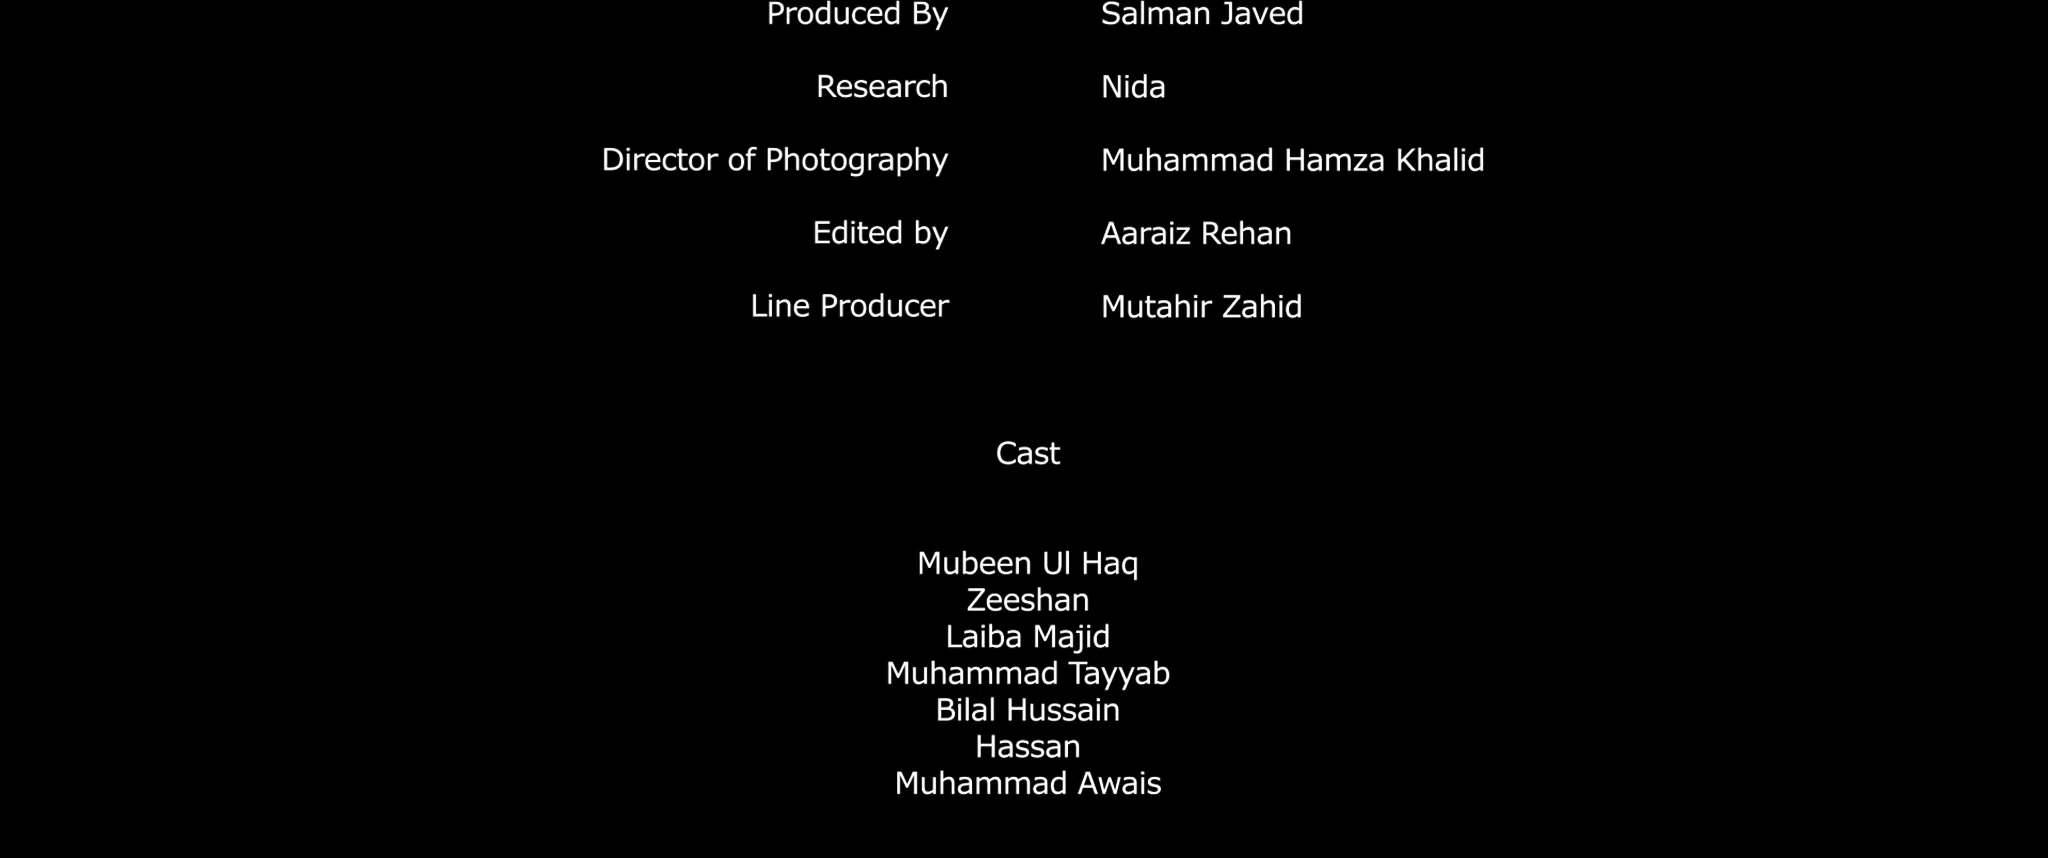 Produced By Salman Javed
Research Nida
Director of Photography Muhammad Hamza Khalid
Edited by Aaraiz Rehan
Line Producer Mutahir Zahid
Cast
Mubeen Ul Haq
Zeeshan
Laiba Majid
Muhammad Tayyab
Bilal Hussain
Hassan
Muhammad Awais